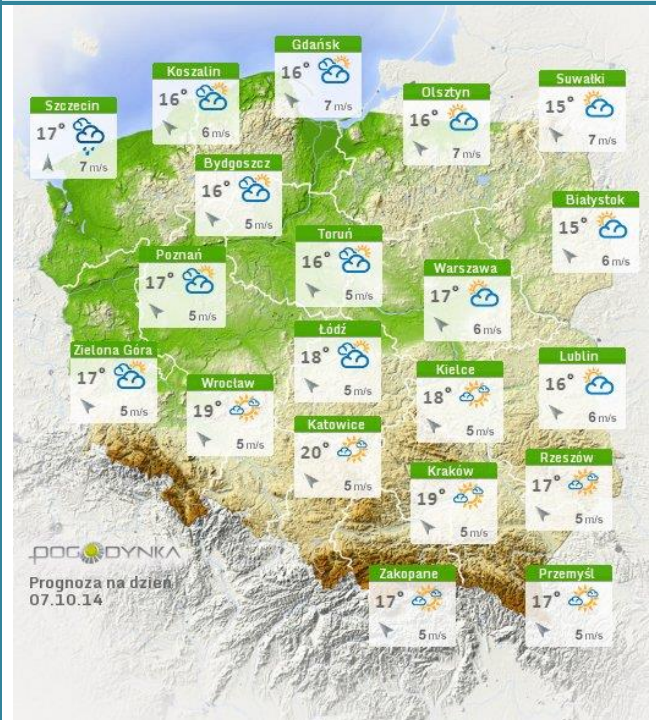 Gdańsk
16°
7 m/s
Koszalin
16°
6 m/s
Suwałki
15°
7 m/s
Olsztyn
16°
7 m/s
Szczecin
17°
7 m/s
Bydgoszcz
16°
5 m/s
Białystok
15°
6 m/s
Toruń
16°
5 m/s
Poznań
17°
5 m/s
Warszawa
17°
6 m/s
Łódź
18°
5 m/s
Zielona Góra
17°
5 m/s
Lublin
16°
6 m/s
Kielce
18°
5 m/s
Wrocław
19°
5 m/s
Katowice
20°
5 m/s
Rzeszów
17°
5 m/s
Kraków
19°
5 m/s
POGODYNKA
Prognoza na dzień
07.10.14
Zakopane
17°
5 m/s
Przemyśl
17°
5 m/s